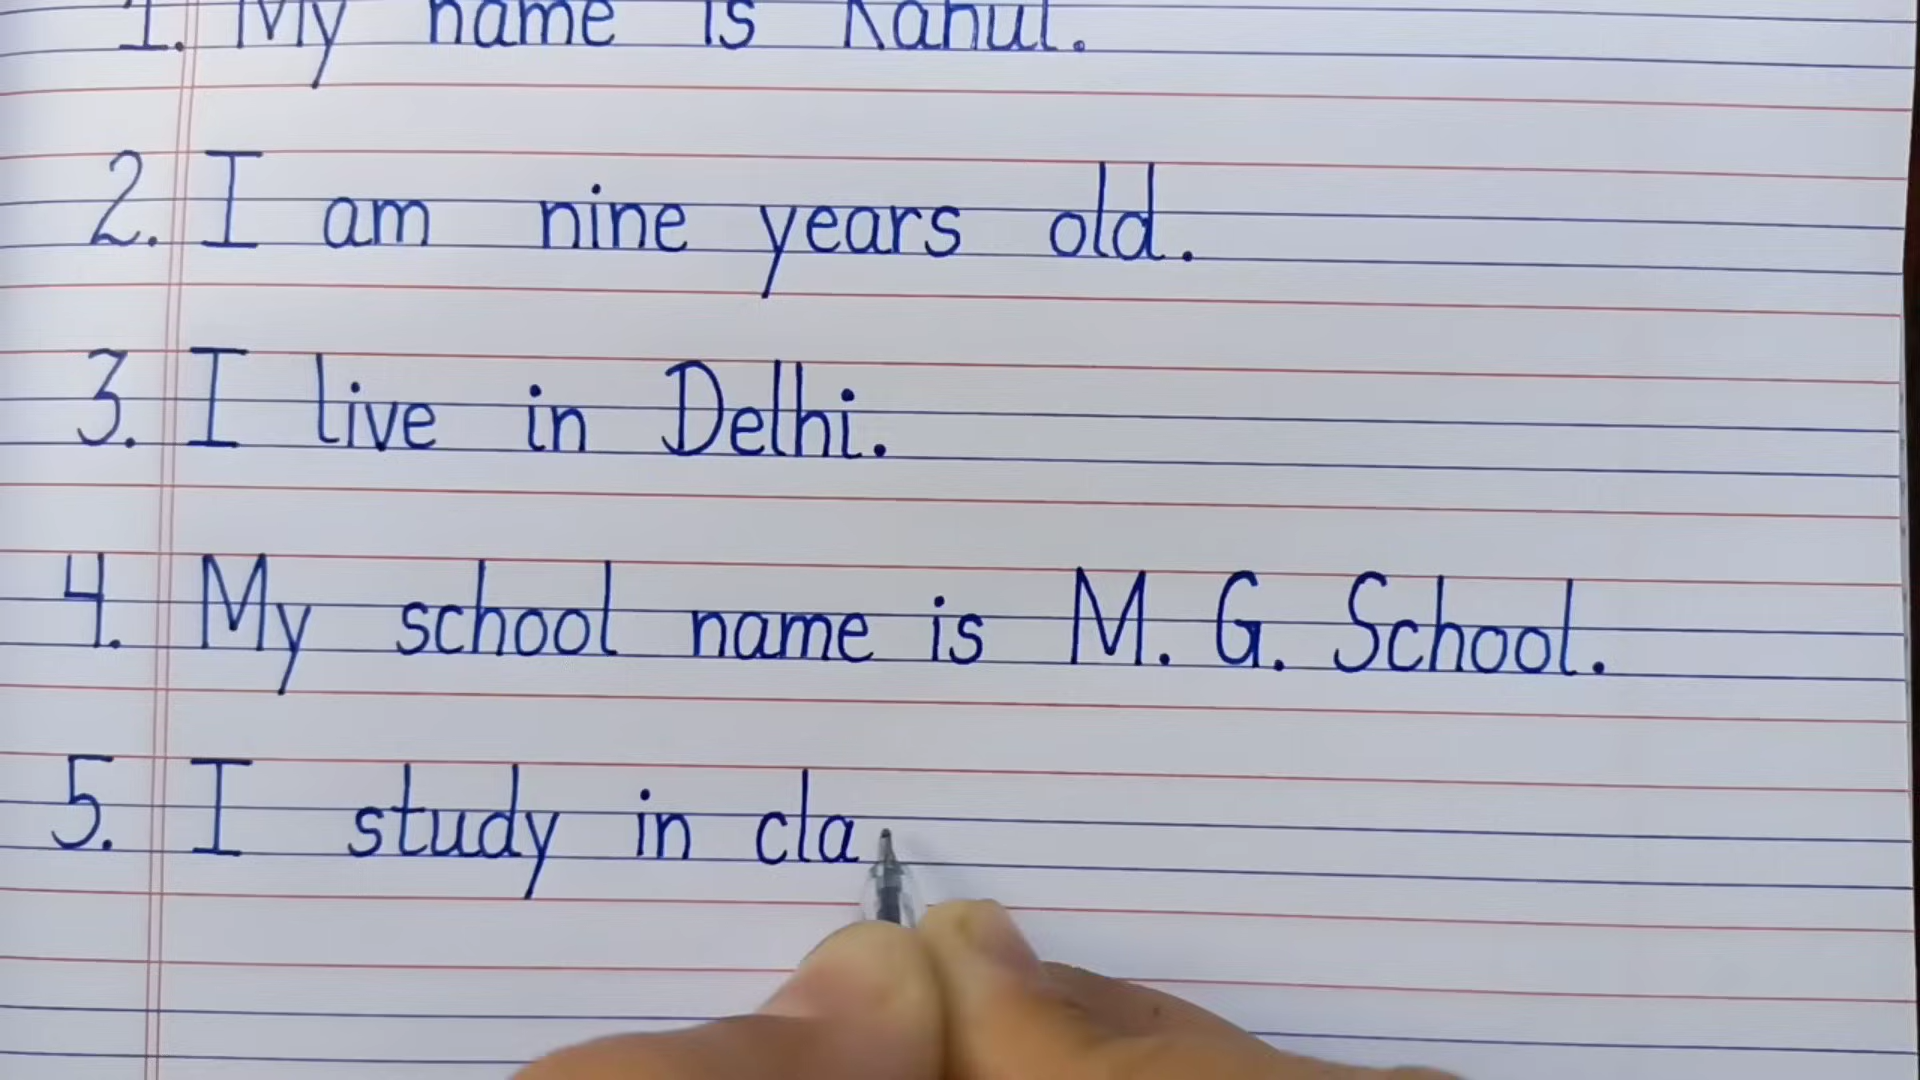 1. My name is Rahul.
2. I am nine years old.
3. I live in Delhi.
4. My school name is M. G. School.
5. I study in cla